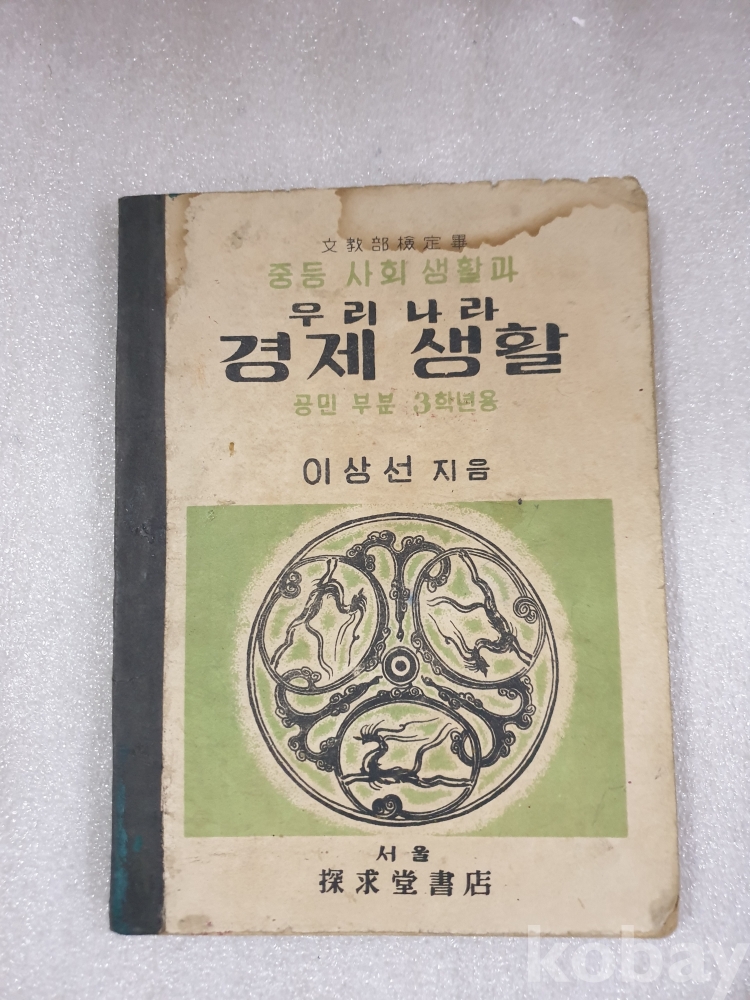 文敎部檢定畢
중등 사회 생활과
우리 나라
경제 생활
공민 부분 3학년용
이상선 지음
서울
探求堂書店
kobay